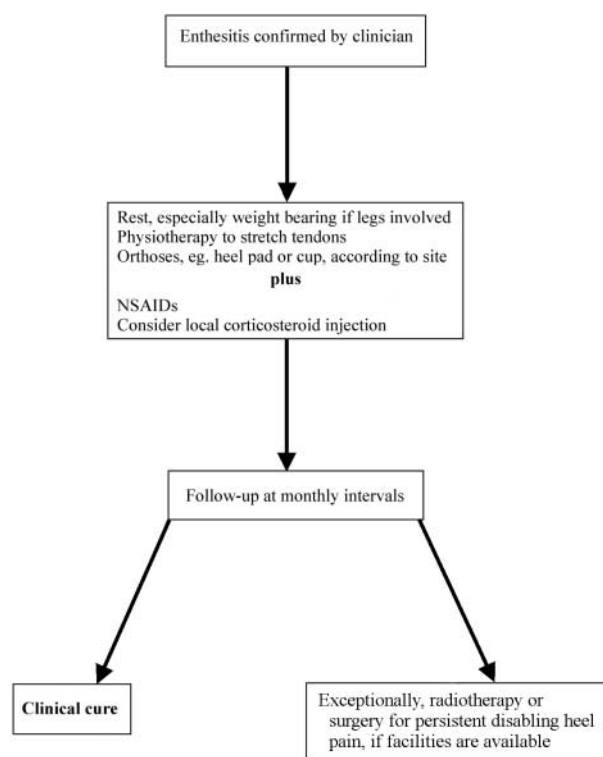 Enthesitis confirmed by clinician
Rest, especially weight bearing if legs involved
Physiotherapy to stretch tendons
Orthoses, eg. heel pad or cup, according to site
plus
NSAIDs
Consider local corticosteroid injection
Follow-up at monthly intervals
Clinical cure
Exceptionally, radiotherapy or
surgery for persistent disabling heel
pain, if facilities are available